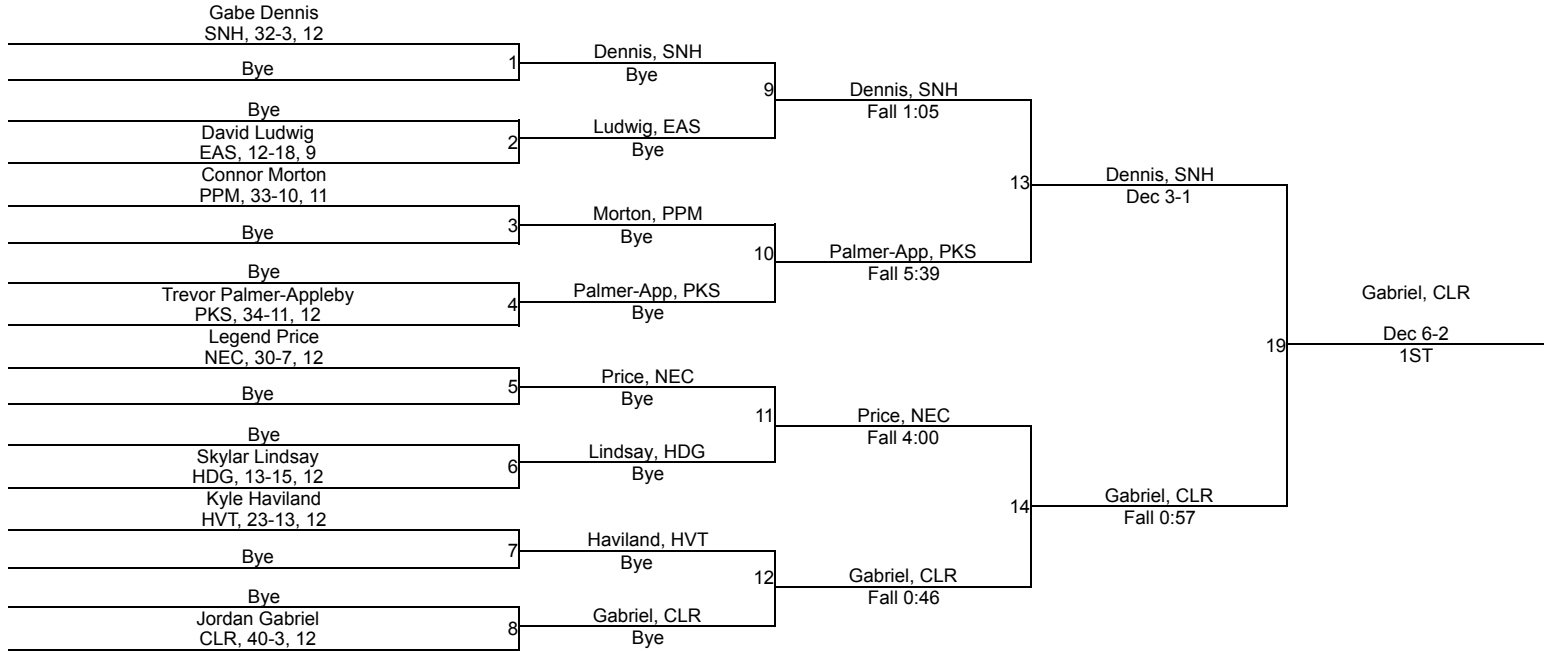 Gabe Dennis
SNH, 32-3, 12
Bye
1
Bye
David Ludwig
EAS, 12-18, 9
2
Connor Morton
PPM, 33-10, 11
Bye
3
Bye
Trevor Palmer-Appleby
PKS, 34-11, 12
4
Legend Price
NEC, 30-7, 12
Bye
5
Bye
Skylar Lindsay
HDG, 13-15, 12
6
Kyle Haviland
HVT, 23-13, 12
Bye
7
Bye
Jordan Gabriel
CLR, 40-3, 12
8
Dennis, SNH
Bye
9
Ludwig, EAS
Bye
Morton, PPM
Bye
10
Palmer-App, PKS
Bye
Price, NEC
Bye
11
Lindsay, HDG
Bye
Haviland, HVT
Bye
12
Gabriel, CLR
Bye
Dennis, SNH
Fall 1:05
13
Palmer-App, PKS
Fall 5:39
Price, NEC
Fall 4:00
14
Gabriel, CLR
Fall 0:46
Dennis, SNH
Dec 3-1
19
Gabriel, CLR
Fall 0:57
Gabriel, CLR
Dec 6-2
1ST